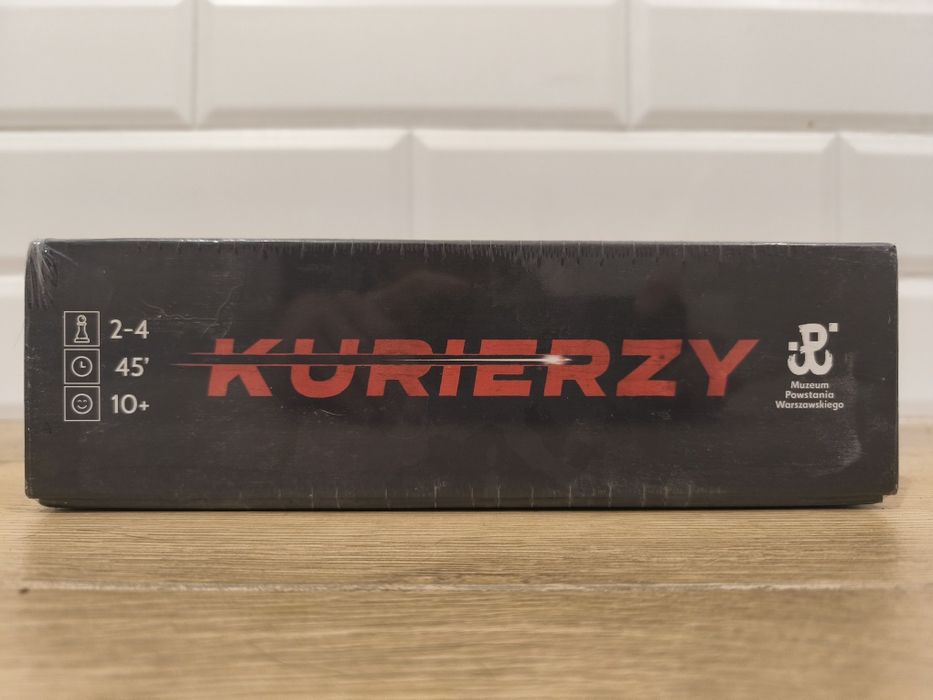 2-4
45'
10+
KURIERZY
Muzeum
Powstania
Warszawskiego